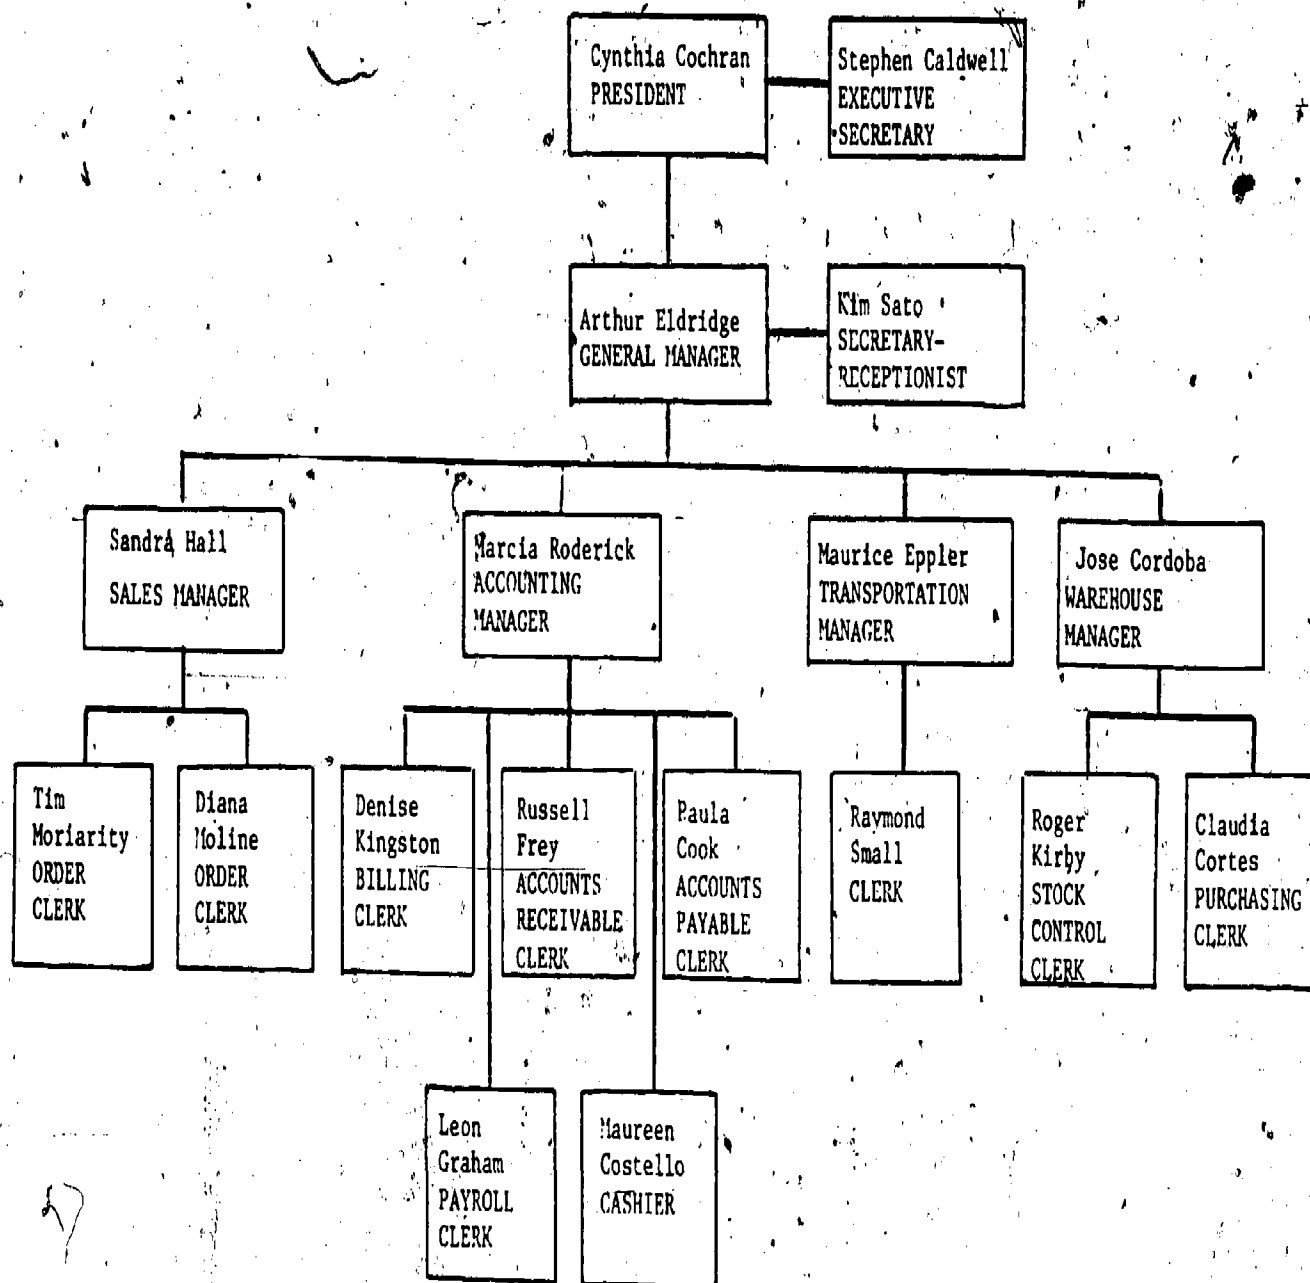 Cynthia Cochran
PRESIDENT
Stephen Caldwell
EXECUTIVE
SECRETARY
Arthur Eldridge
GENERAL MANAGER
Kim Sato
SECRETARY-
RECEPTIONIST
Sandra Hall
SALES MANAGER
Marcia Roderick
ACCOUNTING
MANAGER
Maurice Eppler
TRANSPORTATION
MANAGER
Jose Cordoba
WAREHOUSE
MANAGER
Tim
Moriarity
ORDER
CLERK
Diana
Moline
ORDER
CLERK
Denise
Kingston
BILLING
CLERK
Russell
Frey
ACCOUNTS
RECEIVABLE
CLERK
Paula
Cook
ACCOUNTS
PAYABLE
CLERK
Raymond
Small
CLERK
Roger
Kirby
STOCK
CONTROL
CLERK
Claudia
Cortes
PURCHASING
CLERK
Leon
Graham
PAYROLL
CLERK
Maureen
Costello
CASHIER